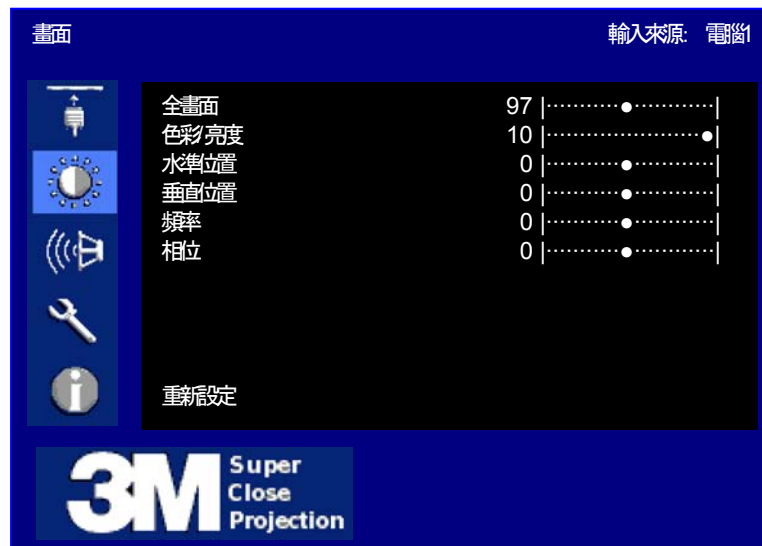 畫面
輸入來源: 電腦1
全畫面 97 |···········●···········|
色彩/亮度 10 |······················●|
水準位置 0 |···········●···········|
垂直位置 0 |···········●···········|
頻率 0 |···········●···········|
相位 0 |···········●···········|
重新設定
3M Super
Close
Projection